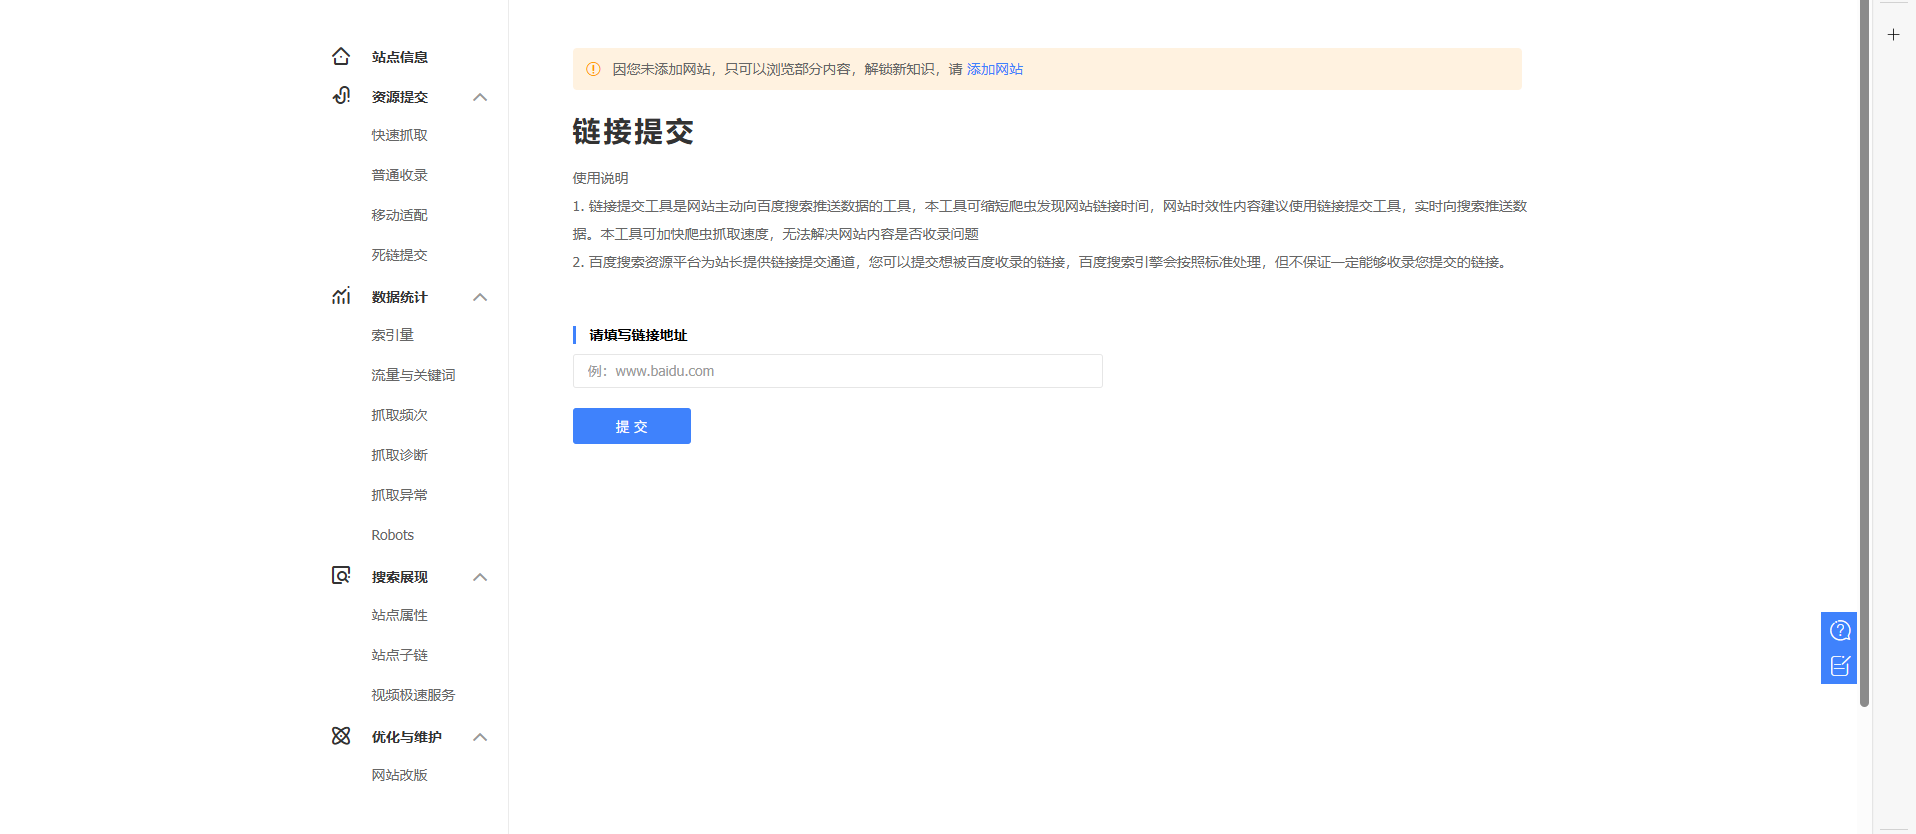 站点信息
资源提交
快速抓取
普通收录
移动适配
死链提交
数据统计
索引量
流量与关键词
抓取频次
抓取诊断
抓取异常
Robots
搜索展现
站点属性
站点子链
视频极速服务
优化与维护
网站改版
因您未添加网站，只可以浏览部分内容，解锁新知识，请 添加网站
链接提交
使用说明
1. 链接提交工具是网站主动向百度搜索推送数据的工具，本工具可缩短爬虫发现网站链接时间，网站时效性内容建议使用链接提交工具，实时向搜索推送数
据。本工具可加快爬虫抓取速度，无法解决网站内容是否收录问题
2. 百度搜索资源平台为站长提供链接提交通道，您可以提交想被百度收录的链接，百度搜索引擎会按照标准处理，但不保证一定能够收录您提交的链接。
请填写链接地址
例：www.baidu.com
提 交